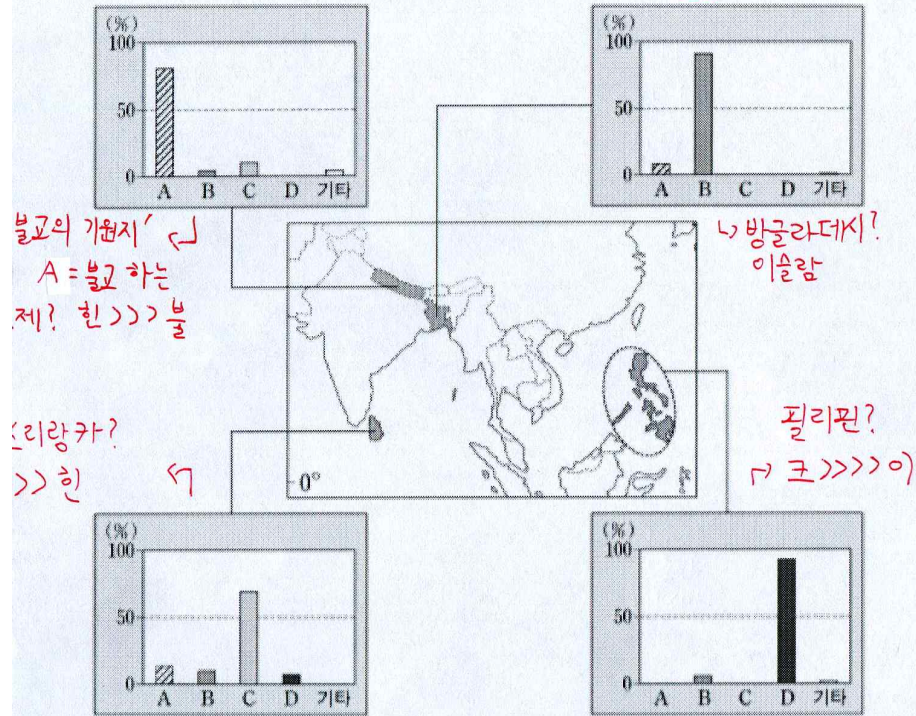 (%)
100
50
0
A B C D 기타
(%)
100
50
0
A B C D 기타
불교의 기원지'
A = 불교 하는
제? 힌 >>> 불
↳ 방글라데시?
이슬람
스리랑카?
>> 힌
필리핀?
크 >>>> 이
0°
(%)
100
50
0
A B C D 기타
(%)
100
50
0
A B C D 기타